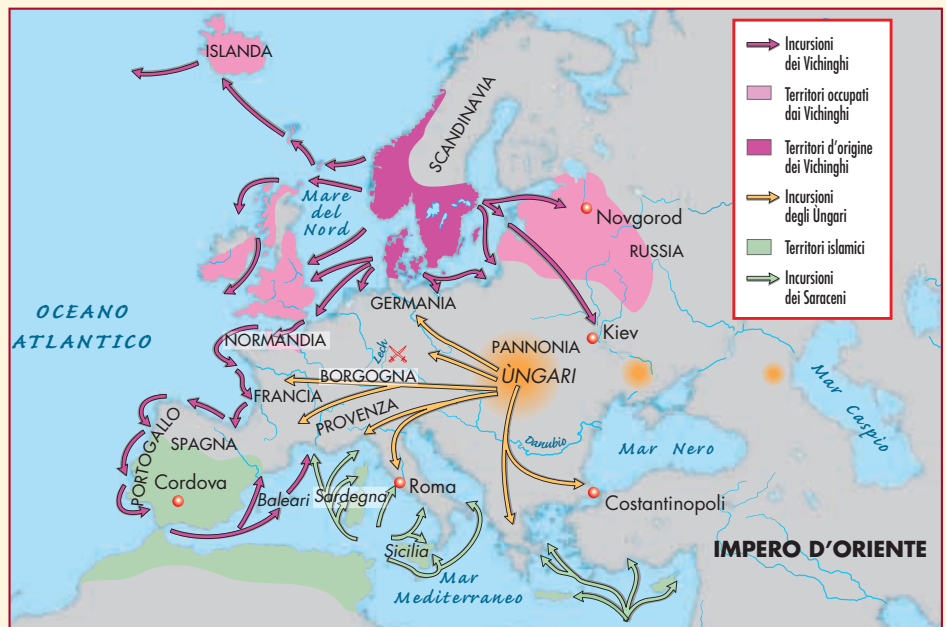 ISLANDA
SCANDINAVIA
Mare
del
Nord
Novgorod
RUSSIA
OCEANO
ATLANTICO
GERMANIA
NORMANDIA
Lech
Kiev
PANNONIA
ÙNGARI
BORGOGNA
FRANCIA
PROVENZA
PORTOGALLO
SPAGNA
Danubio
Mar Nero
Mar
Caspio
Cordova
Baleari
Sardegna
Roma
Costantinopoli
Sicilia
IMPERO D'ORIENTE
Mar
Mediterraneo
Incursioni
dei Vichinghi
Territori occupati
dai Vichinghi
Territori d'origine
dei Vichinghi
Incursioni
degli Ùngari
Territori islamici
Incursioni
dei Saraceni